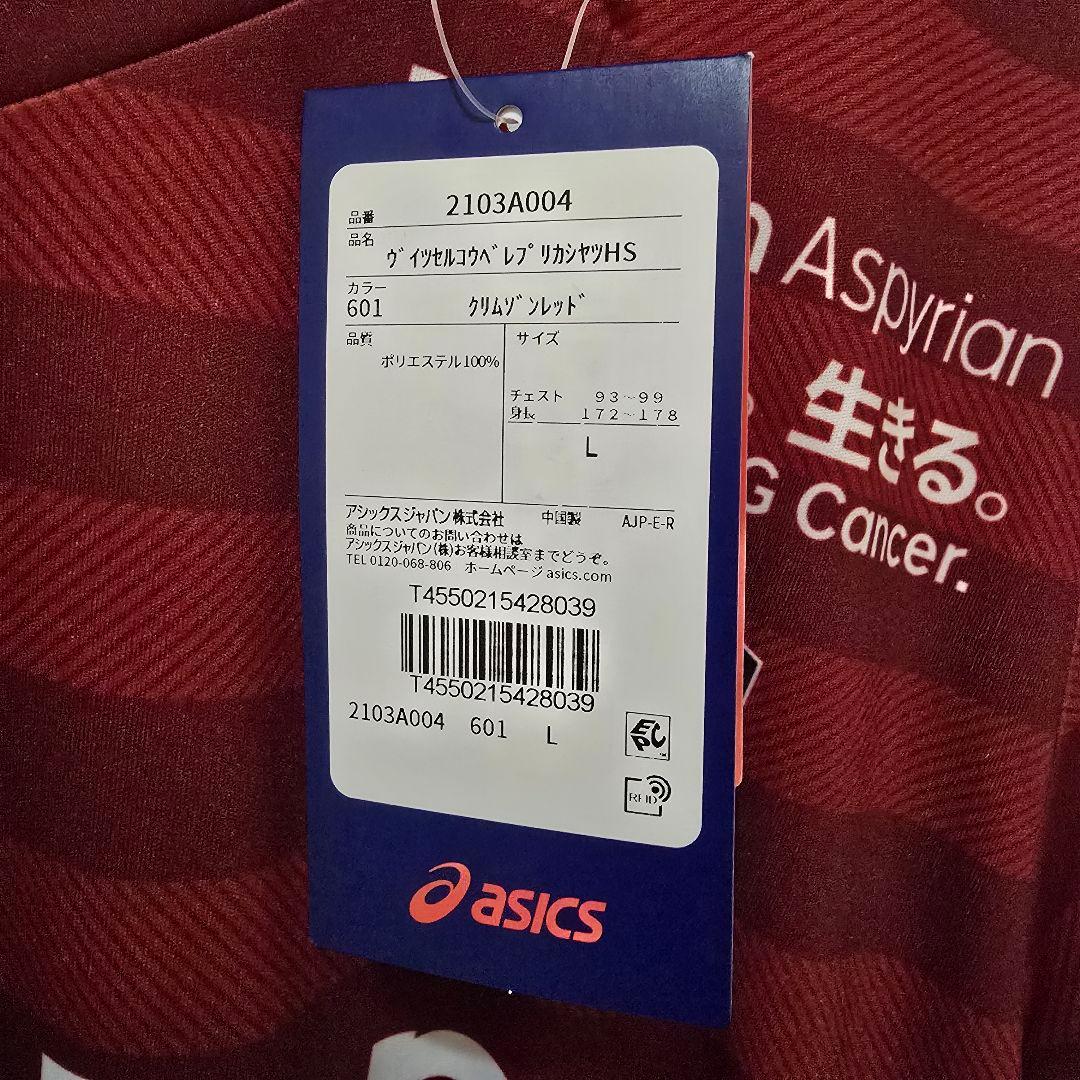 品番 2103A004
品名
ヴイツセルコウベレプリカシヤツHS
カラー
601 クリムゾンレッド
品質 サイズ
ポリエステル100%
チェスト 93~99
身長 172~178
L
アシックスジャパン株式会社 中国製 AJP-E-R
商品についてのお問い合わせは
アシックスジャパン(株)お客様相談室までどうぞ。
TEL 0120-068-806 ホームページ asics.com
T4550215428039
T4550215428039
2103A004 601 L
EPC
RFID
asics
Aspyrian
生きる。
G Cancer.